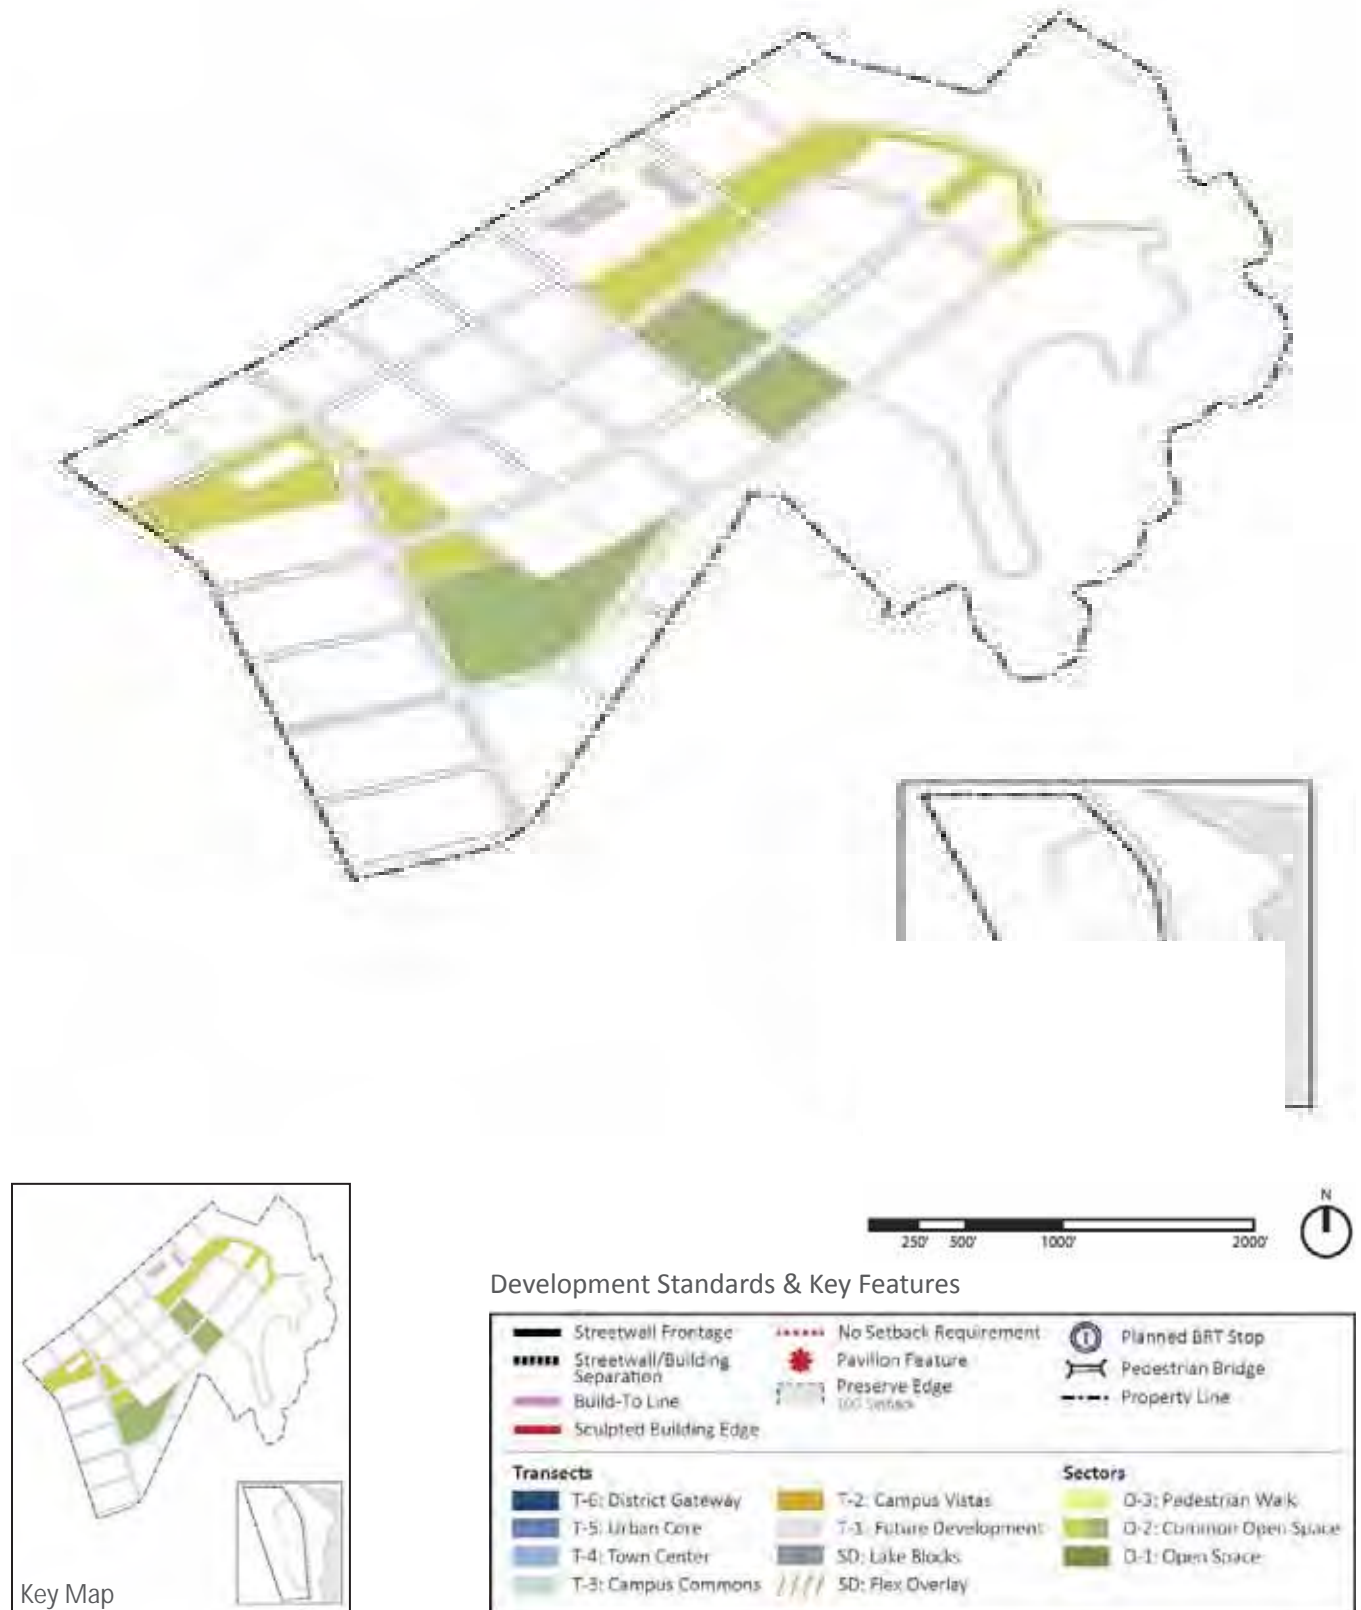 N
250' 500' 1000' 2000'
Development Standards & Key Features
Streetwall Frontage
Streetwall/Building
Separation
Build-To Line
Sculpted Building Edge
No Setback Requirement
Pavilion Feature
Preserve Edge
100' Setback
Planned BRT Stop
Pedestrian Bridge
Property Line
Transects
T-6: District Gateway
T-5: Urban Core
T-4: Town Center
T-3: Campus Commons
T-2: Campus Vistas
T-1: Future Development
SD: Lake Blocks
SD: Flex Overlay
Sectors
O-3: Pedestrian Walk
O-2: Common Open Space
O-1: Open Space
Key Map